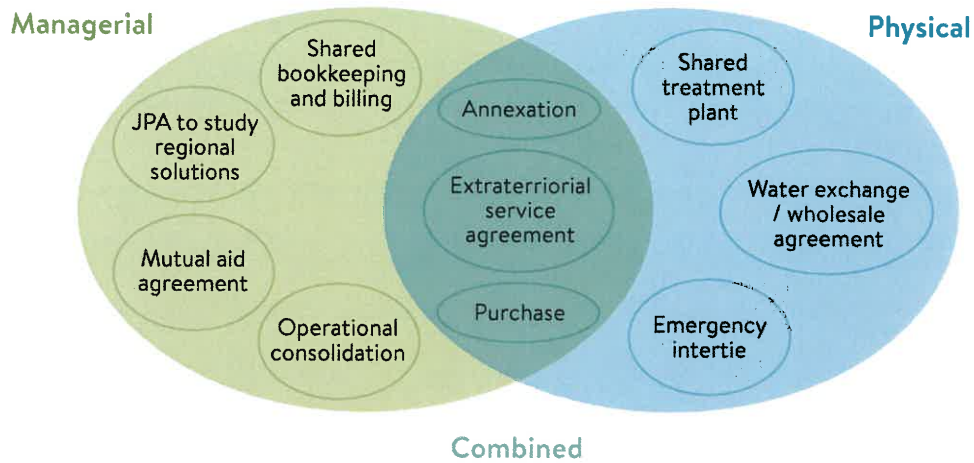 Managerial
Physical
Shared
bookkeeping
and billing
JPA to study
regional
solutions
Mutual aid
agreement
Operational
consolidation
Annexation
Extraterriorial
service
agreement
Purchase
Shared
treatment
plant
Water exchange
/ wholesale
agreement
Emergency
intertie
Combined